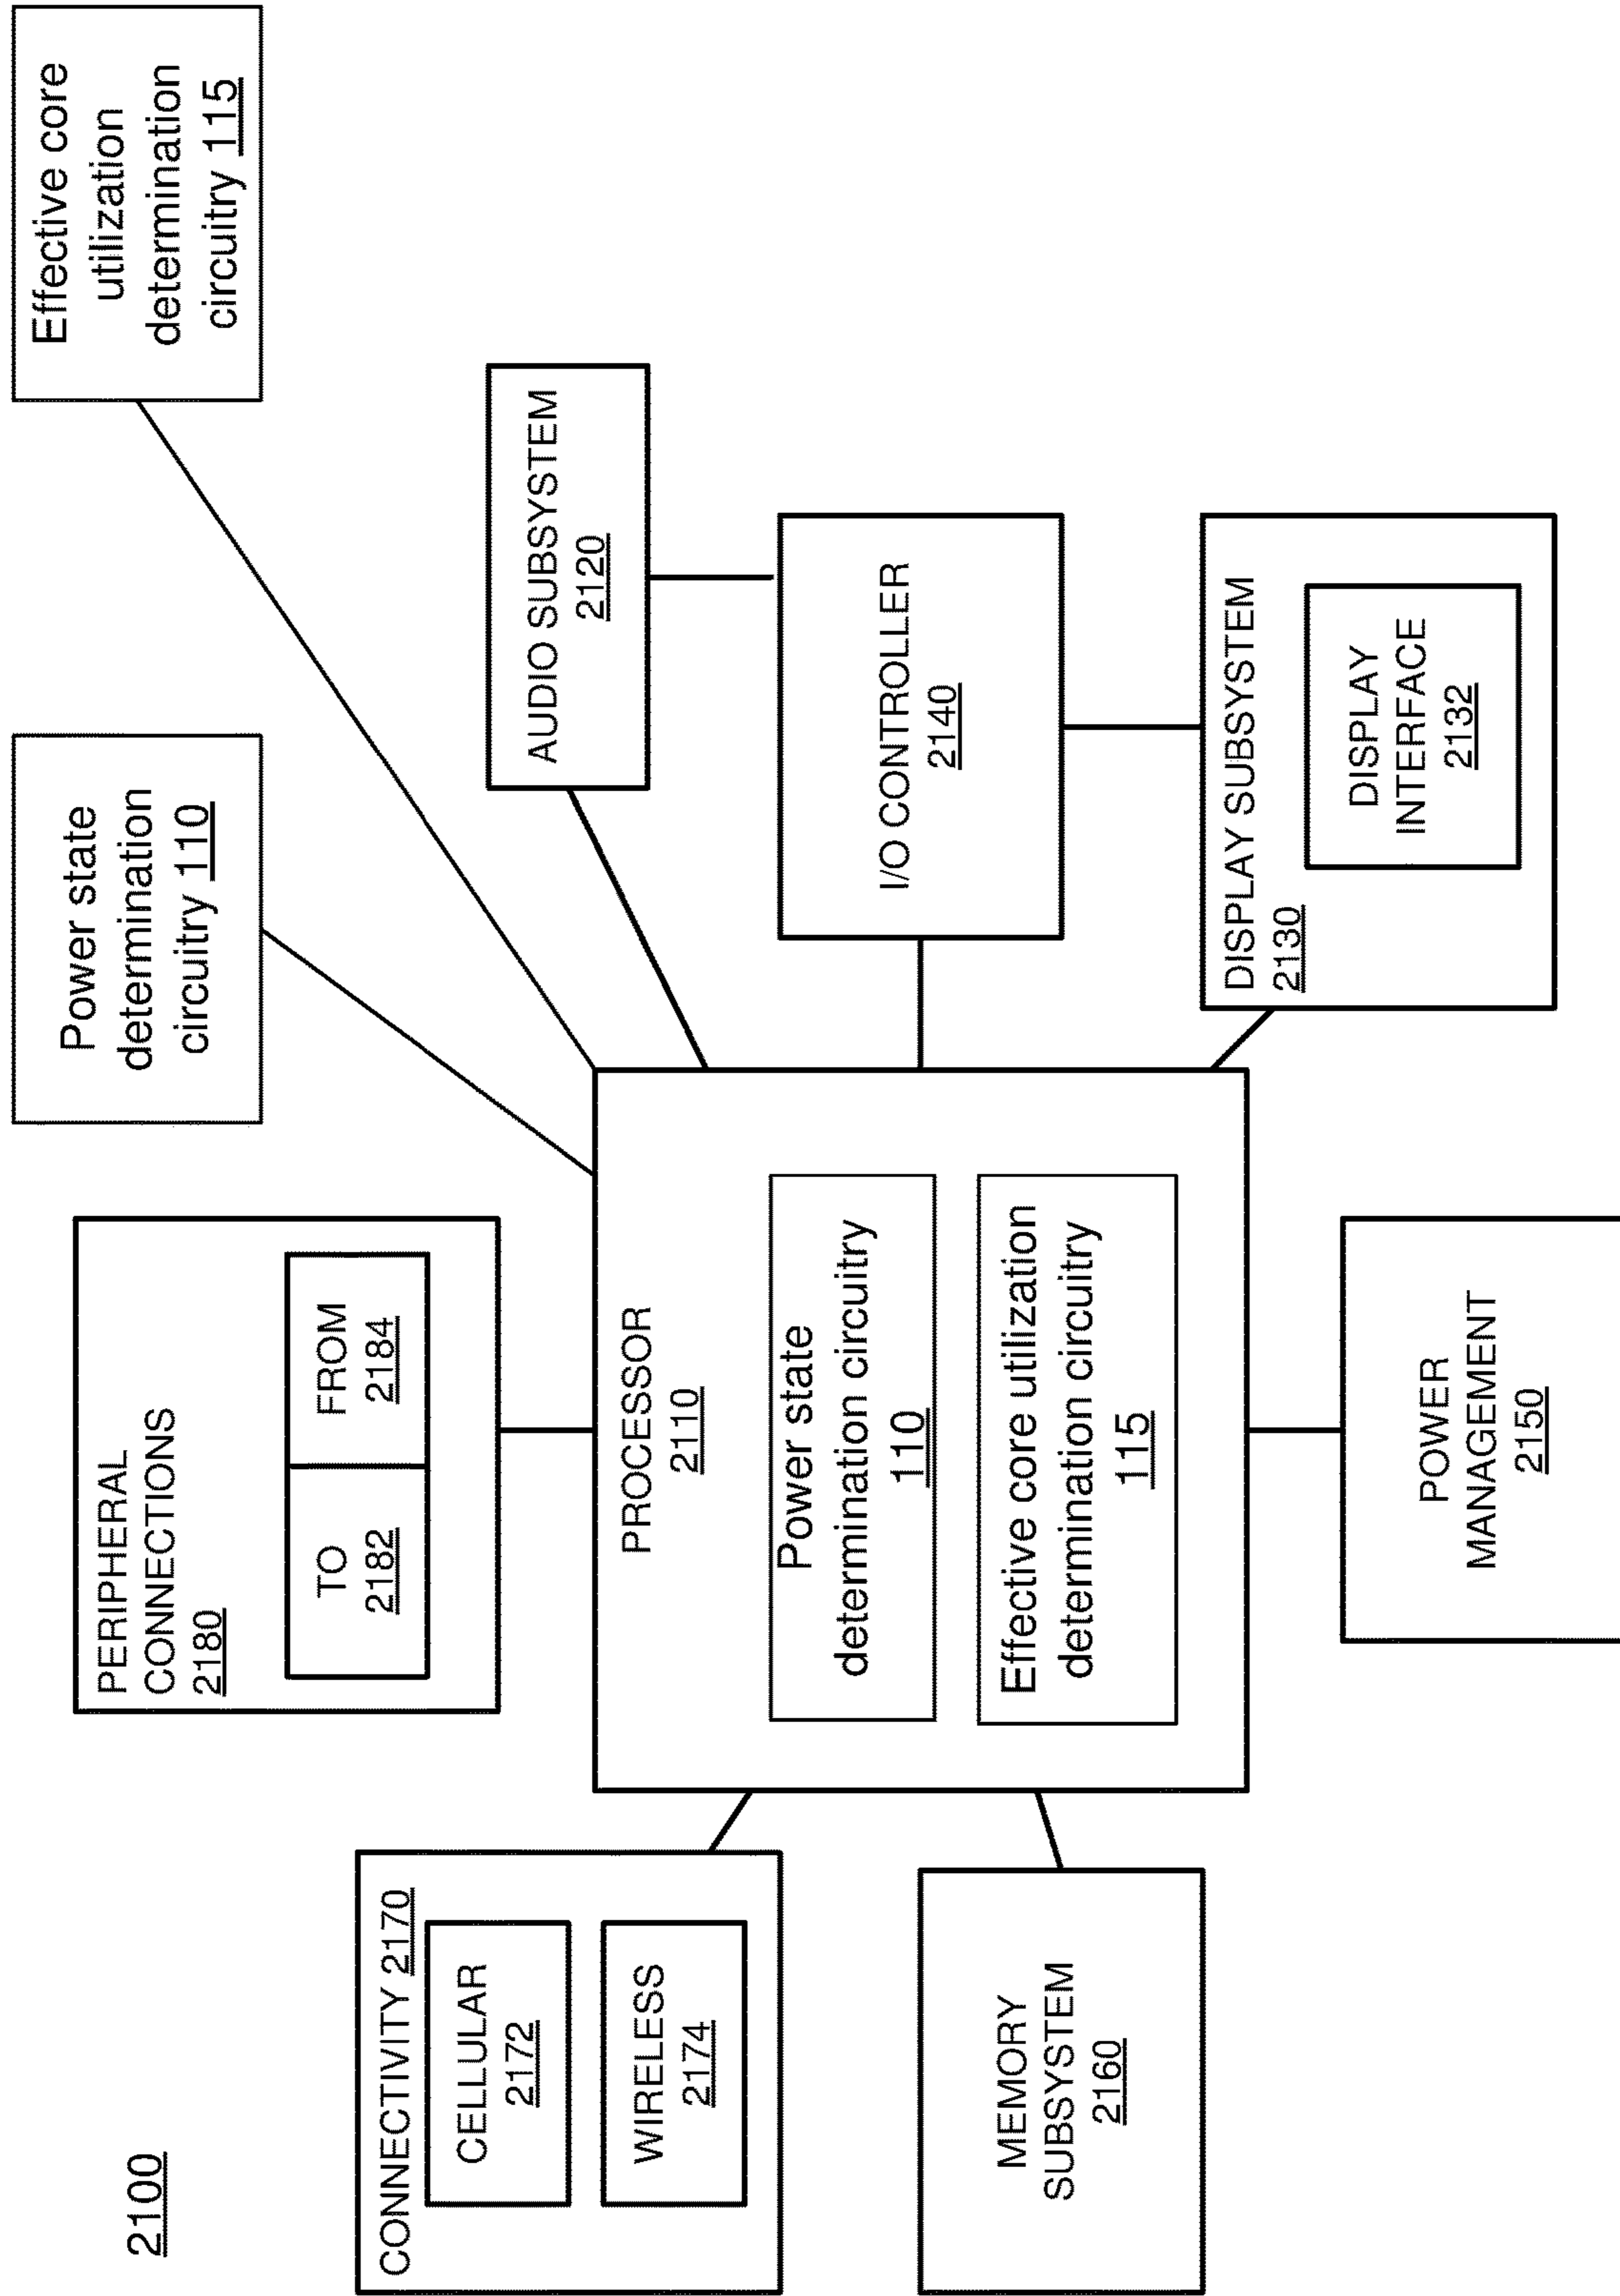 2100
Power state
determination
circuitry 110
Effective core
utilization
determination
circuitry 115
PERIPHERAL
CONNECTIONS
2180
TO
2182
FROM
2184
CONNECTIVITY 2170
CELLULAR
2172
WIRELESS
2174
AUDIO SUBSYSTEM
2120
PROCESSOR
2110
Power state
determination circuitry
110
Effective core utilization
determination circuitry
115
I/O CONTROLLER
2140
MEMORY
SUBSYSTEM
2160
DISPLAY SUBSYSTEM
2130
DISPLAY
INTERFACE
2132
POWER
MANAGEMENT
2150